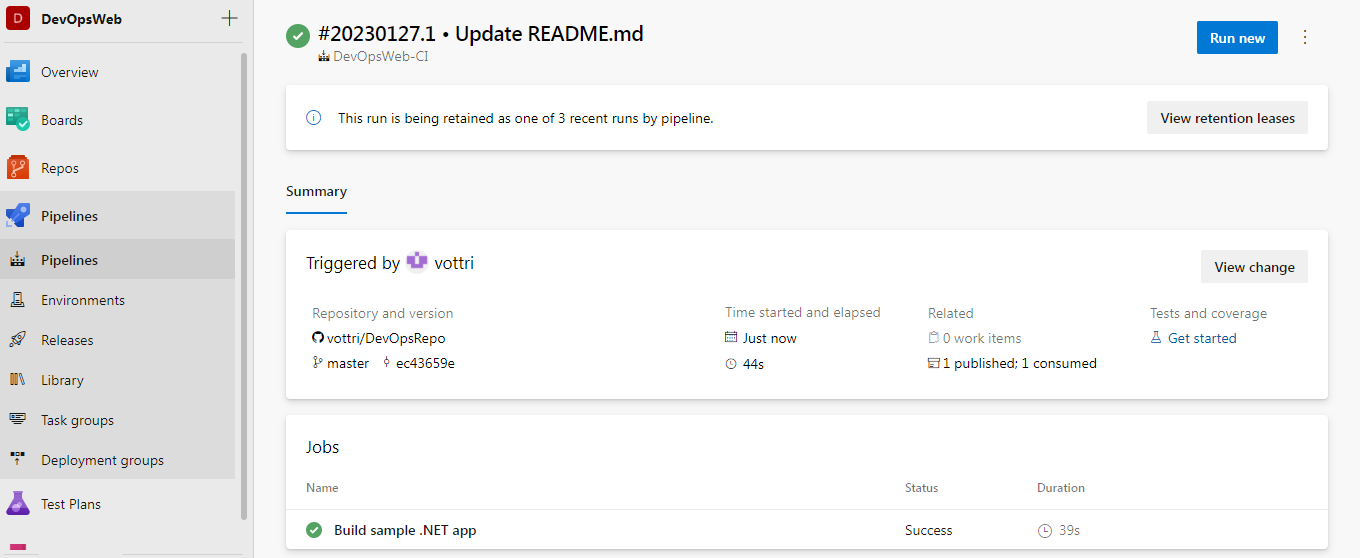 D DevOpsWeb
Overview
Boards
Repos
Pipelines
Pipelines
Environments
Releases
Library
Task groups
Deployment groups
Test Plans
#20230127.1 • Update README.md
DevOpsWeb-CI
Run new
This run is being retained as one of 3 recent runs by pipeline.
View retention leases
Summary
Triggered by vottri
View change
Repository and version
vottri/DevOpsRepo
master ec43659e
Time started and elapsed
Just now
44s
Related
0 work items
1 published; 1 consumed
Tests and coverage
Get started
Jobs
Name Status Duration
Build sample .NET app Success 39s